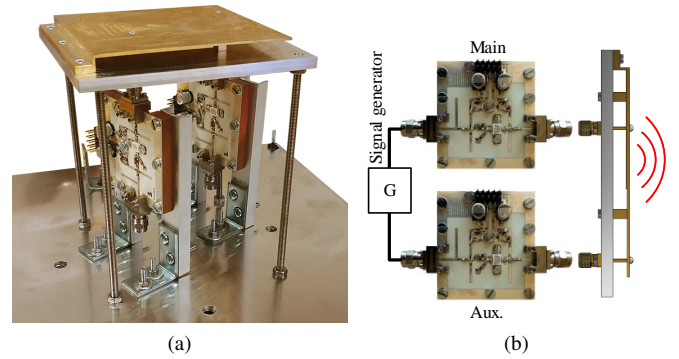 Main
Signal generator
G
Aux.
(a)
(b)